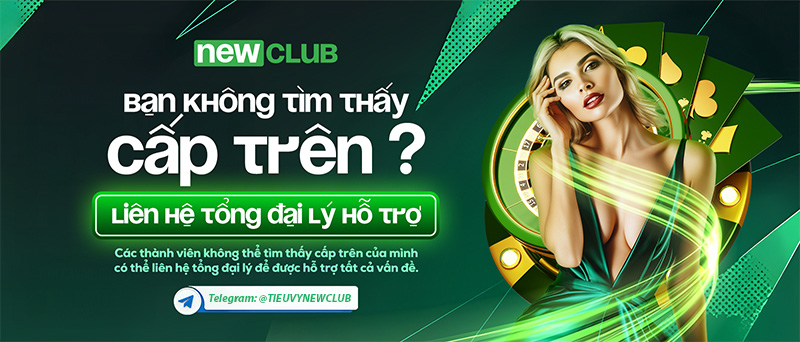 new CLUB
BẠN KHÔNG TÌM THẤY
CẤP TRÊN ?
LIÊN HỆ TỔNG ĐẠI LÝ HỖ TRỢ
Các thành viên không thể tìm thấy cấp trên của mình
có thể liên hệ tổng đại lý để được hỗ trợ tất cả vấn đề.
Telegram: @TIEUVYNEWCLUB